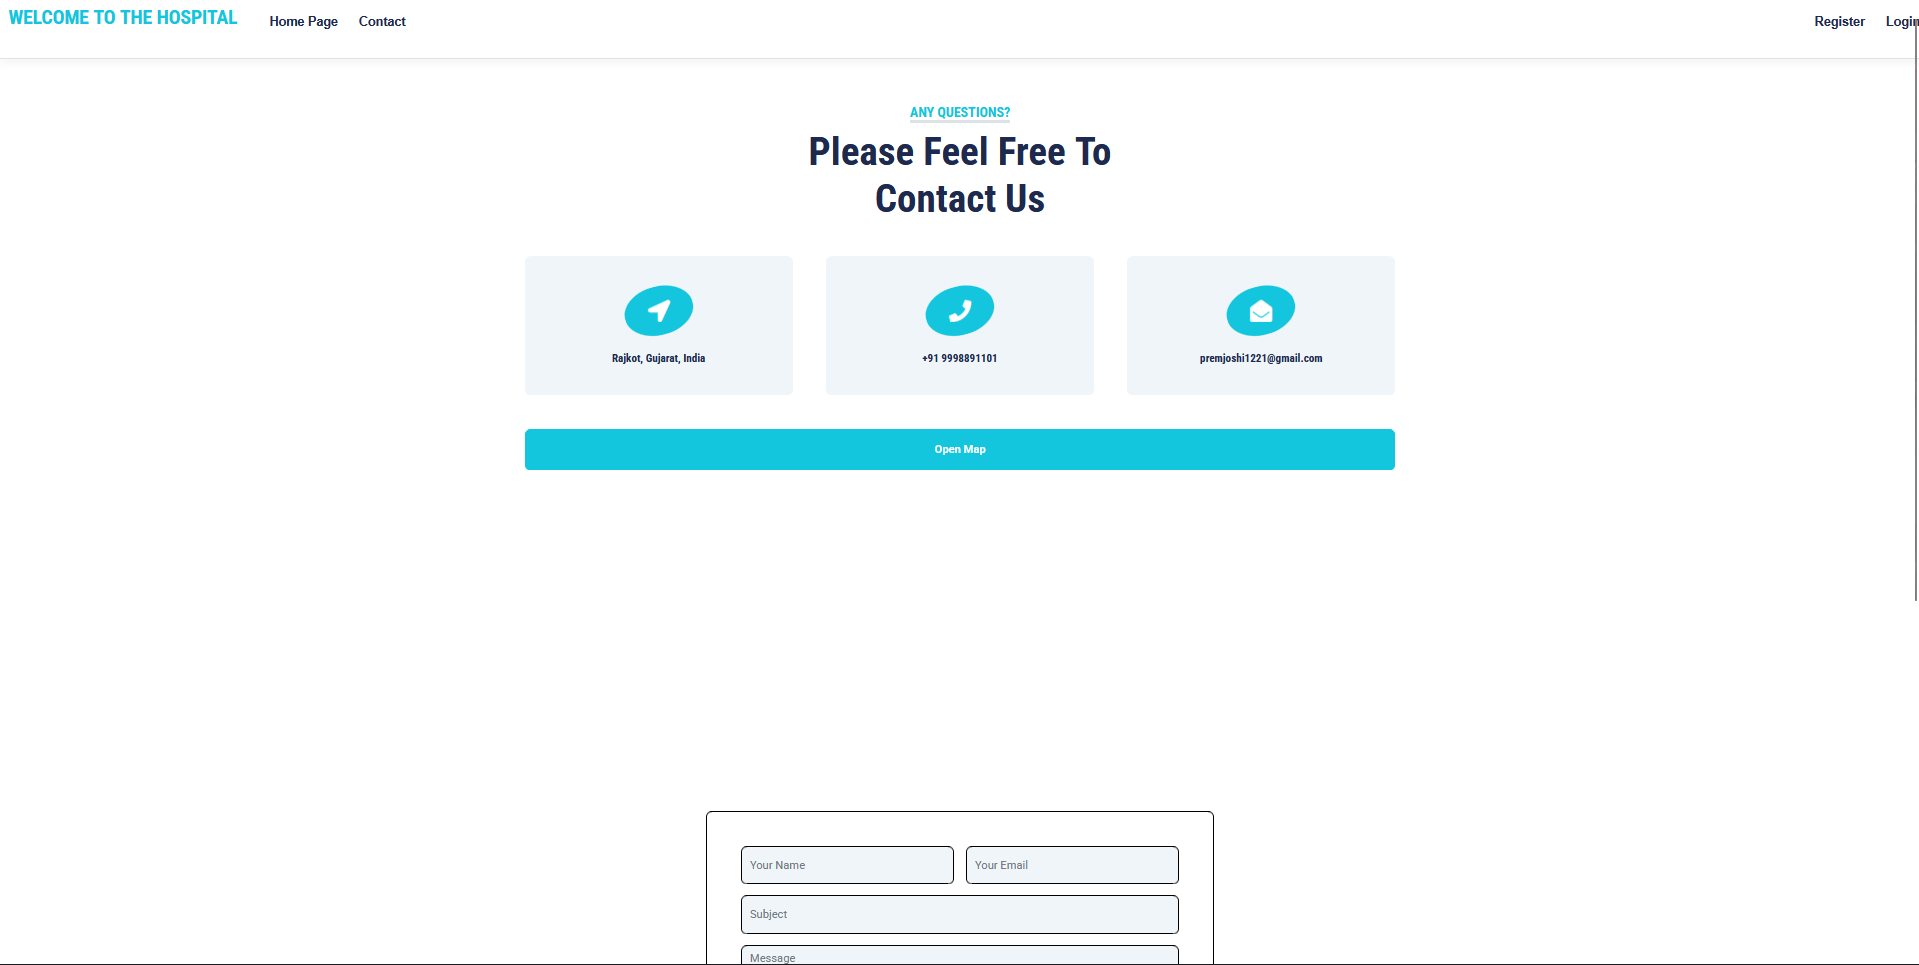 WELCOME TO THE HOSPITAL Home Page Contact Register Login
ANY QUESTIONS?
Please Feel Free To
Contact Us
Rajkot, Gujarat, India
+91 9998891101
premjoshi1221@gmail.com
Open Map
Your Name
Your Email
Subject
Message